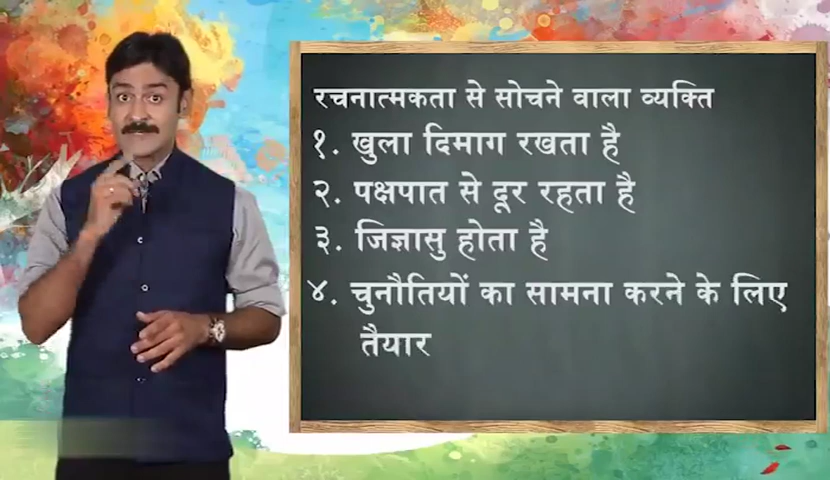 रचनात्मकता से सोचने वाला व्यक्ति
१. खुला दिमाग रखता है
२. पक्षपात से दूर रहता है
३. जिज्ञासु होता है
४. चुनौतियों का सामना करने के लिए
तैयार